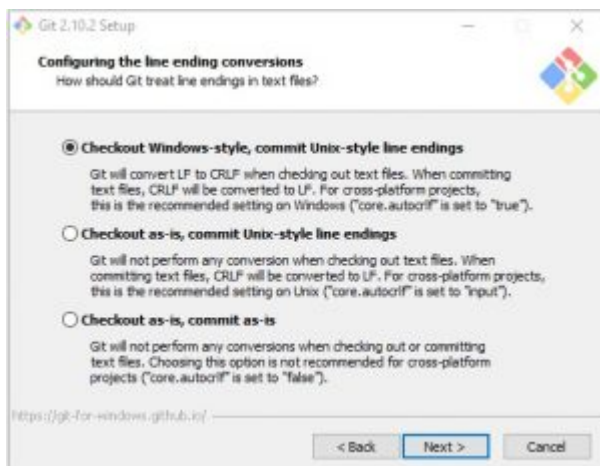 Git 2.10.2 Setup
Configuring the line ending conversions
How should Git treat line endings in text files?
Checkout Windows-style, commit Unix-style line endings
Git will convert LF to CRLF when checking out text files. When committing
text files, CRLF will be converted to LF. For cross-platform projects,
this is the recommended setting on Windows ("core.autocrlf" is set to "true").
Checkout as-is, commit Unix-style line endings
Git will not perform any conversion when checking out text files. When
committing text files, CRLF will be converted to LF. For cross-platform projects,
this is the recommended setting on Unix ("core.autocrlf" is set to "input").
Checkout as-is, commit as-is
Git will not perform any conversions when checking out or committing
text files. Choosing this option is not recommended for cross-platform
projects ("core.autocrlf" is set to "false").
https://git-for-windows.github.io/
< Back
Next >
Cancel